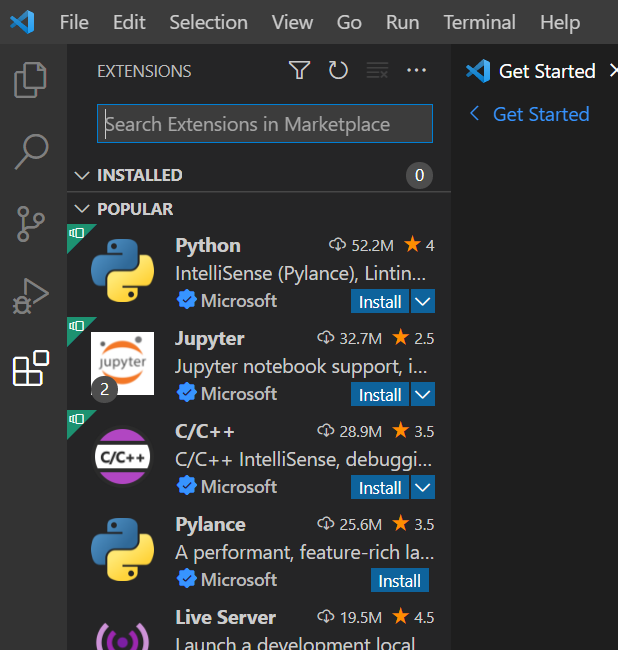 File Edit Selection View Go Run Terminal Help
EXTENSIONS
Get Started
Search Extensions in Marketplace
Get Started
INSTALLED 0
POPULAR
Python 52.2M 4
IntelliSense (Pylance), Lintin...
Microsoft Install
Jupyter 32.7M 2.5
jupyter
Jupyter notebook support, i...
2
Microsoft Install
C/C++ 28.9M 3.5
C/C++
C/C++ IntelliSense, debuggi...
Microsoft Install
Pylance 25.6M 3.5
A performant, feature-rich la...
Microsoft Install
Live Server 19.5M 4.5
Launch a development local